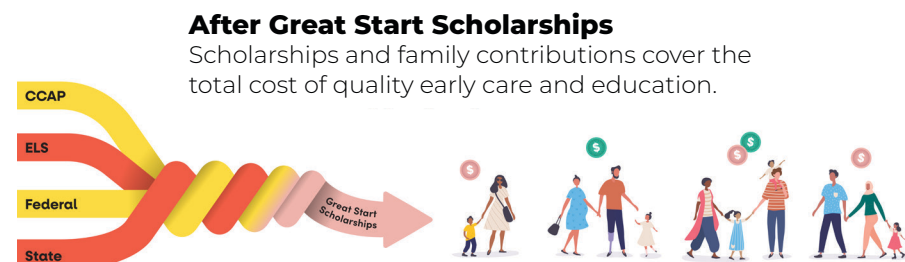 After Great Start Scholarships
Scholarships and family contributions cover the
total cost of quality early care and education.
CCAP
ELS
Federal
State
Great Start
Scholarships
$
$
$
$
$